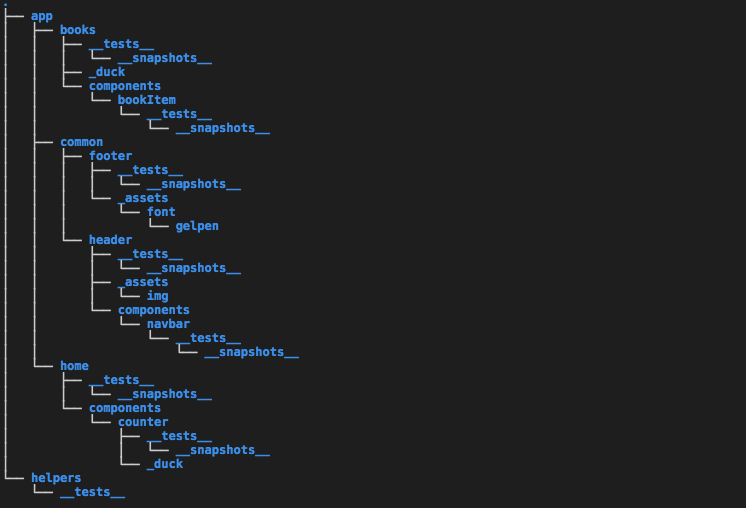 .
├── app
│   ├── books
│   │   ├── __tests__
│   │   │   └── __snapshots__
│   │   ├── _duck
│   │   └── components
│   │       └── bookItem
│   │           └── __tests__
│   │               └── __snapshots__
│   ├── common
│   │   ├── footer
│   │   │   ├── __tests__
│   │   │   │   └── __snapshots__
│   │   │   └── _assets
│   │   │       └── font
│   │   │           └── gelpen
│   │   └── header
│   │       ├── __tests__
│   │       │   └── __snapshots__
│   │       ├── _assets
│   │       │   └── img
│   │       └── components
│   │           └── navbar
│   │               └── __tests__
│   │                   └── __snapshots__
│   └── home
│       ├── __tests__
│       │   └── __snapshots__
│       └── components
│           └── counter
│               ├── __tests__
│               │   └── __snapshots__
│               └── _duck
└── helpers
    └── __tests__